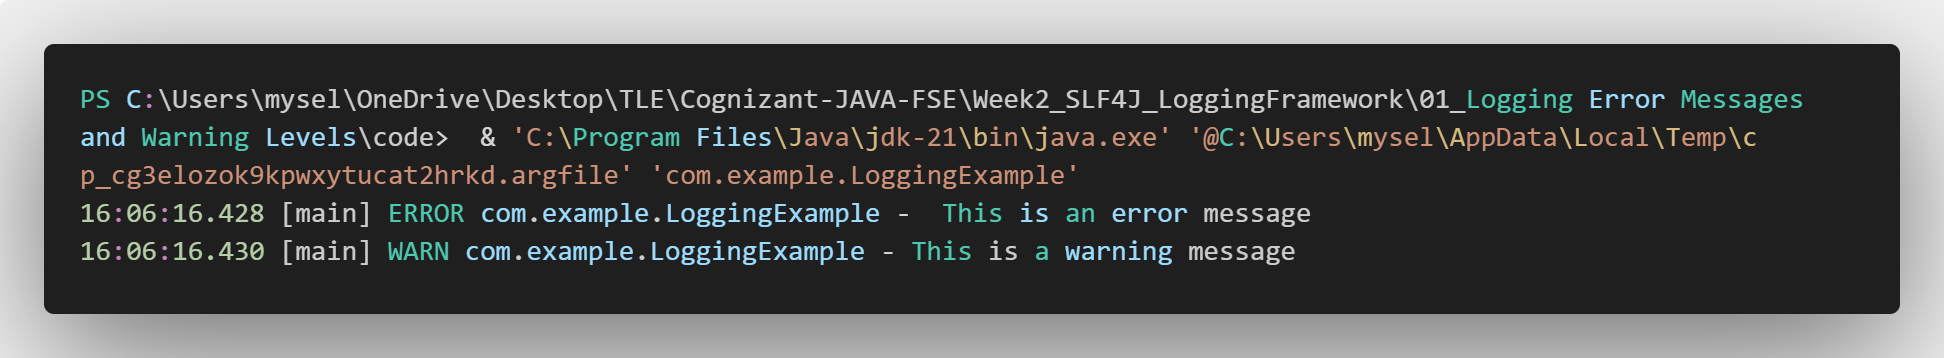 PS C:\Users\mysel\OneDrive\Desktop\TLE\Cognizant-JAVA-FSE\Week2_SLF4J_LoggingFramework\01_Logging Error Messages
and Warning Levels\code>  & 'C:\Program Files\Java\jdk-21\bin\java.exe' '@C:\Users\mysel\AppData\Local\Temp\c
p_cg3elozok9kpwxytucat2hrkd.argfile' 'com.example.LoggingExample'
16:06:16.428 [main] ERROR com.example.LoggingExample -  This is an error message
16:06:16.430 [main] WARN com.example.LoggingExample - This is a warning message